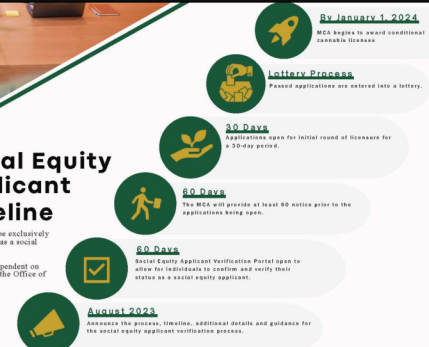 By January 1, 2024
MCA begins to award conditional
cannabis licenses
Lottery Process
Passed applications are entered into a lottery.
30 Days
Applications open for initial round of licensure for
a 30-day period.
al Equity
licant
eline
60 Days
The MCA will provide at least 60 notice prior to the
applications being open.
be exclusively
as a social
pendent on
the Office of
60 Days
Social Equity Applicant Verification Portal open to
allow for individuals to confirm and verify their
status as a social equity applicant.
August 2023
Announce the process, timeline, additional details and guidance for
the social equity applicant verification process.